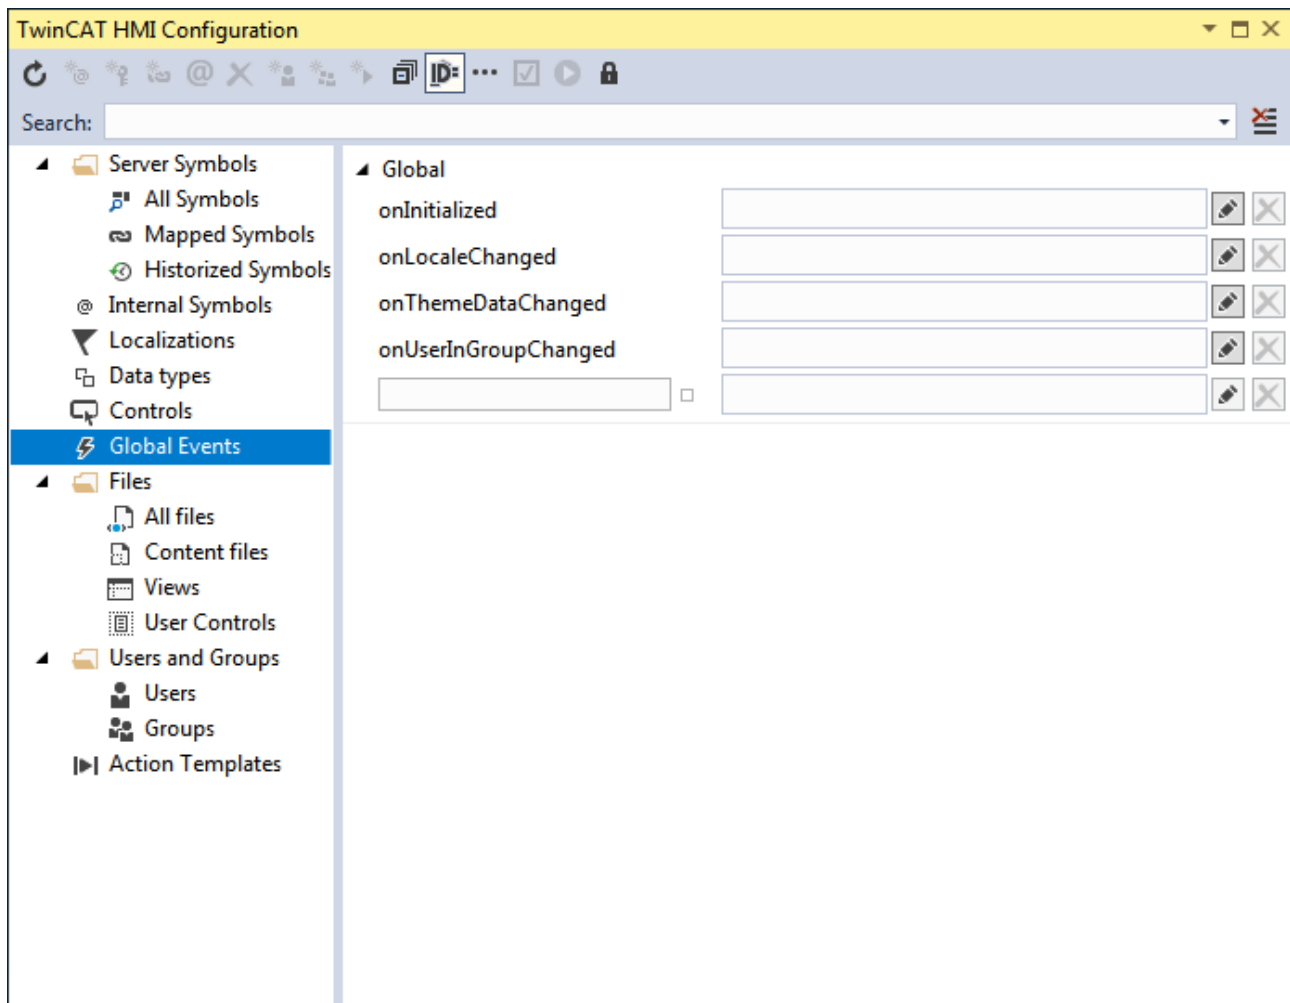 TwinCAT HMI Configuration
ID=
Search:
Server Symbols
All Symbols
Mapped Symbols
Historized Symbols
Internal Symbols
Localizations
Data types
Controls
Global Events
Files
All files
Content files
Views
User Controls
Users and Groups
Users
Groups
Action Templates
Global
onInitialized
onLocaleChanged
onThemeDataChanged
onUserInGroupChanged